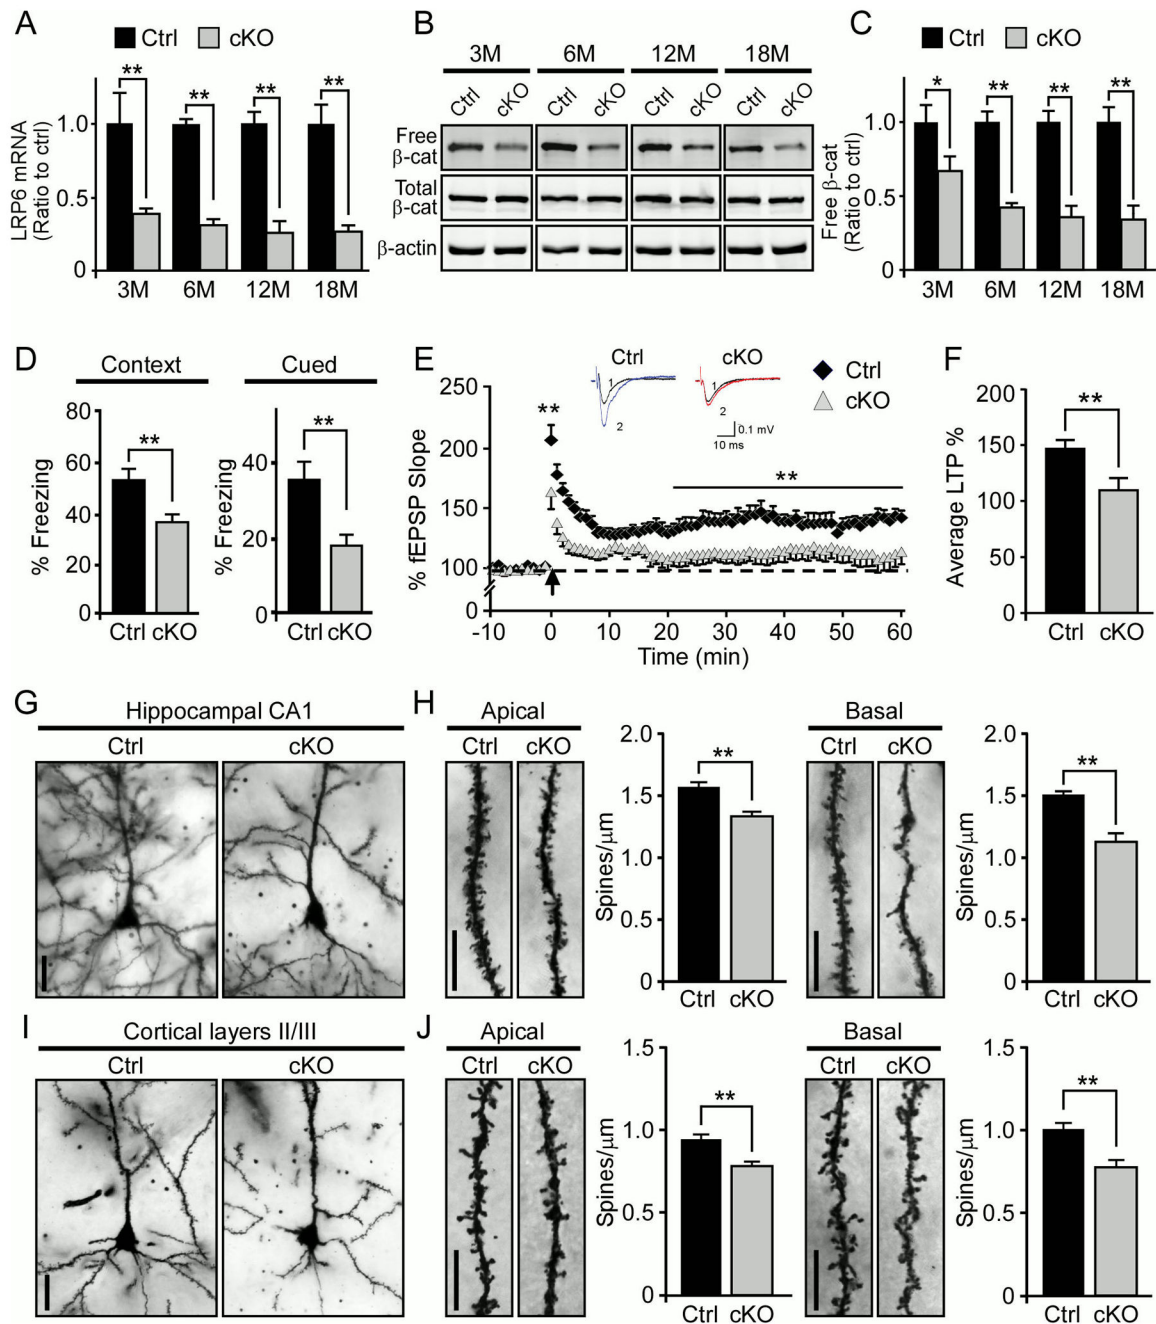 A
Ctrl cKO
LRP6 mRNA
(Ratio to ctrl)
1.0
0.5
0
** ** ** **
3M 6M 12M 18M
B
3M 6M 12M 18M
Ctrl cKO Ctrl cKO Ctrl cKO Ctrl cKO
Free
β-cat
Total
β-cat
β-actin
C
Ctrl cKO
Free β-cat
(Ratio to ctrl)
1.0
0.5
0
* ** ** **
3M 6M 12M 18M
D
Context
% Freezing
80
60
40
20
0
**
Ctrl cKO
Cued
% Freezing
40
20
0
**
Ctrl cKO
E
Ctrl cKO
1 2
1 2
0.1 mV
10 ms
Ctrl
cKO
% fEPSP Slope
250
200
150
100
0
**
**
-10 0 10 20 30 40 50 60
Time (min)
F
Average LTP %
200
150
100
50
0
**
Ctrl cKO
G
Hippocampal CA1
Ctrl cKO
H
Apical
Ctrl cKO
Spines/μm
2.0
1.5
1.0
0.5
0
**
Ctrl cKO
Basal
Ctrl cKO
Spines/μm
2.0
1.5
1.0
0.5
0
**
Ctrl cKO
I
Cortical layers II/III
Ctrl cKO
J
Apical
Ctrl cKO
Spines/μm
1.5
1.0
0.5
0
**
Ctrl cKO
Basal
Ctrl cKO
Spines/μm
1.5
1.0
0.5
0
**
Ctrl cKO